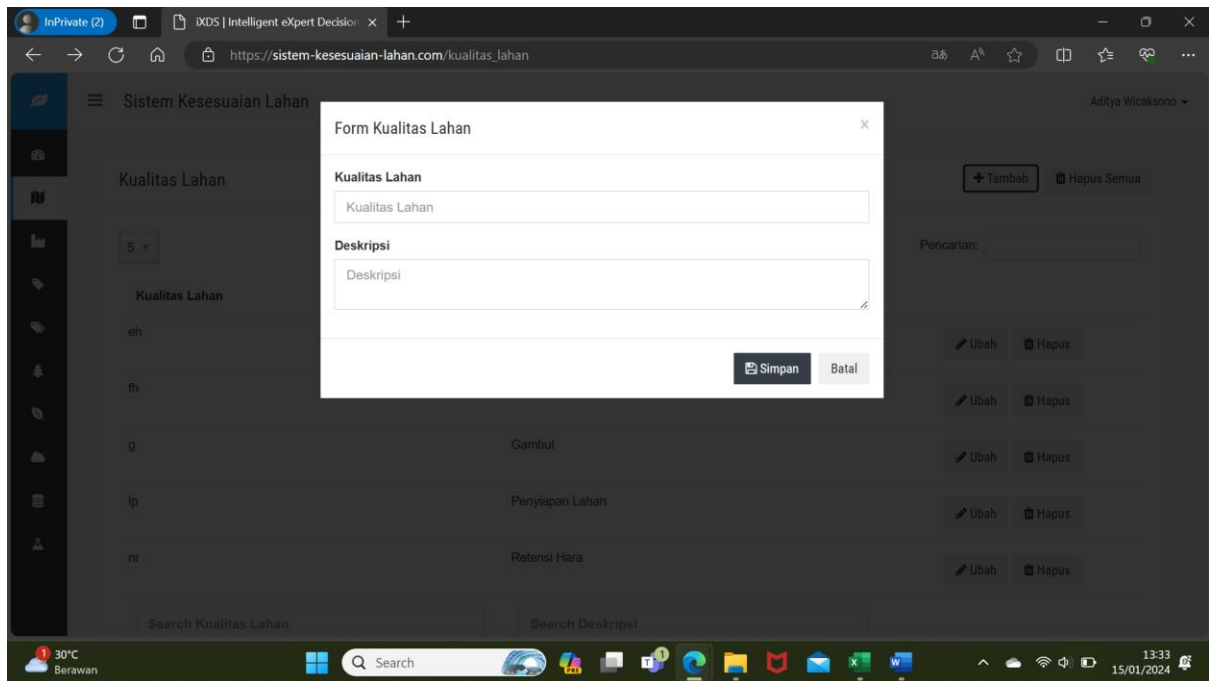 InPrivate (2)
iXDS | Intelligent eXpert Decision
https://sistem-kesesuaian-lahan.com/kualitas_lahan
Sistem Kesesuaian Lahan
Aditya Wicaksono
Form Kualitas Lahan
Kualitas Lahan
Tambah
Hapus Semua
Kualitas Lahan
Kualitas Lahan
5
Pencarian:
Deskripsi
Deskripsi
Kualitas Lahan
eh
Ubah
Hapus
Simpan
Batal
fh
Ubah
Hapus
g
Gambut
Ubah
Hapus
lp
Penyiapan Lahan
Ubah
Hapus
nr
Retensi Hara
Ubah
Hapus
Search Kualitas Lahan
Search Deskripsi
1
30°C
Berawan
Search
PRE
13:33
15/01/2024